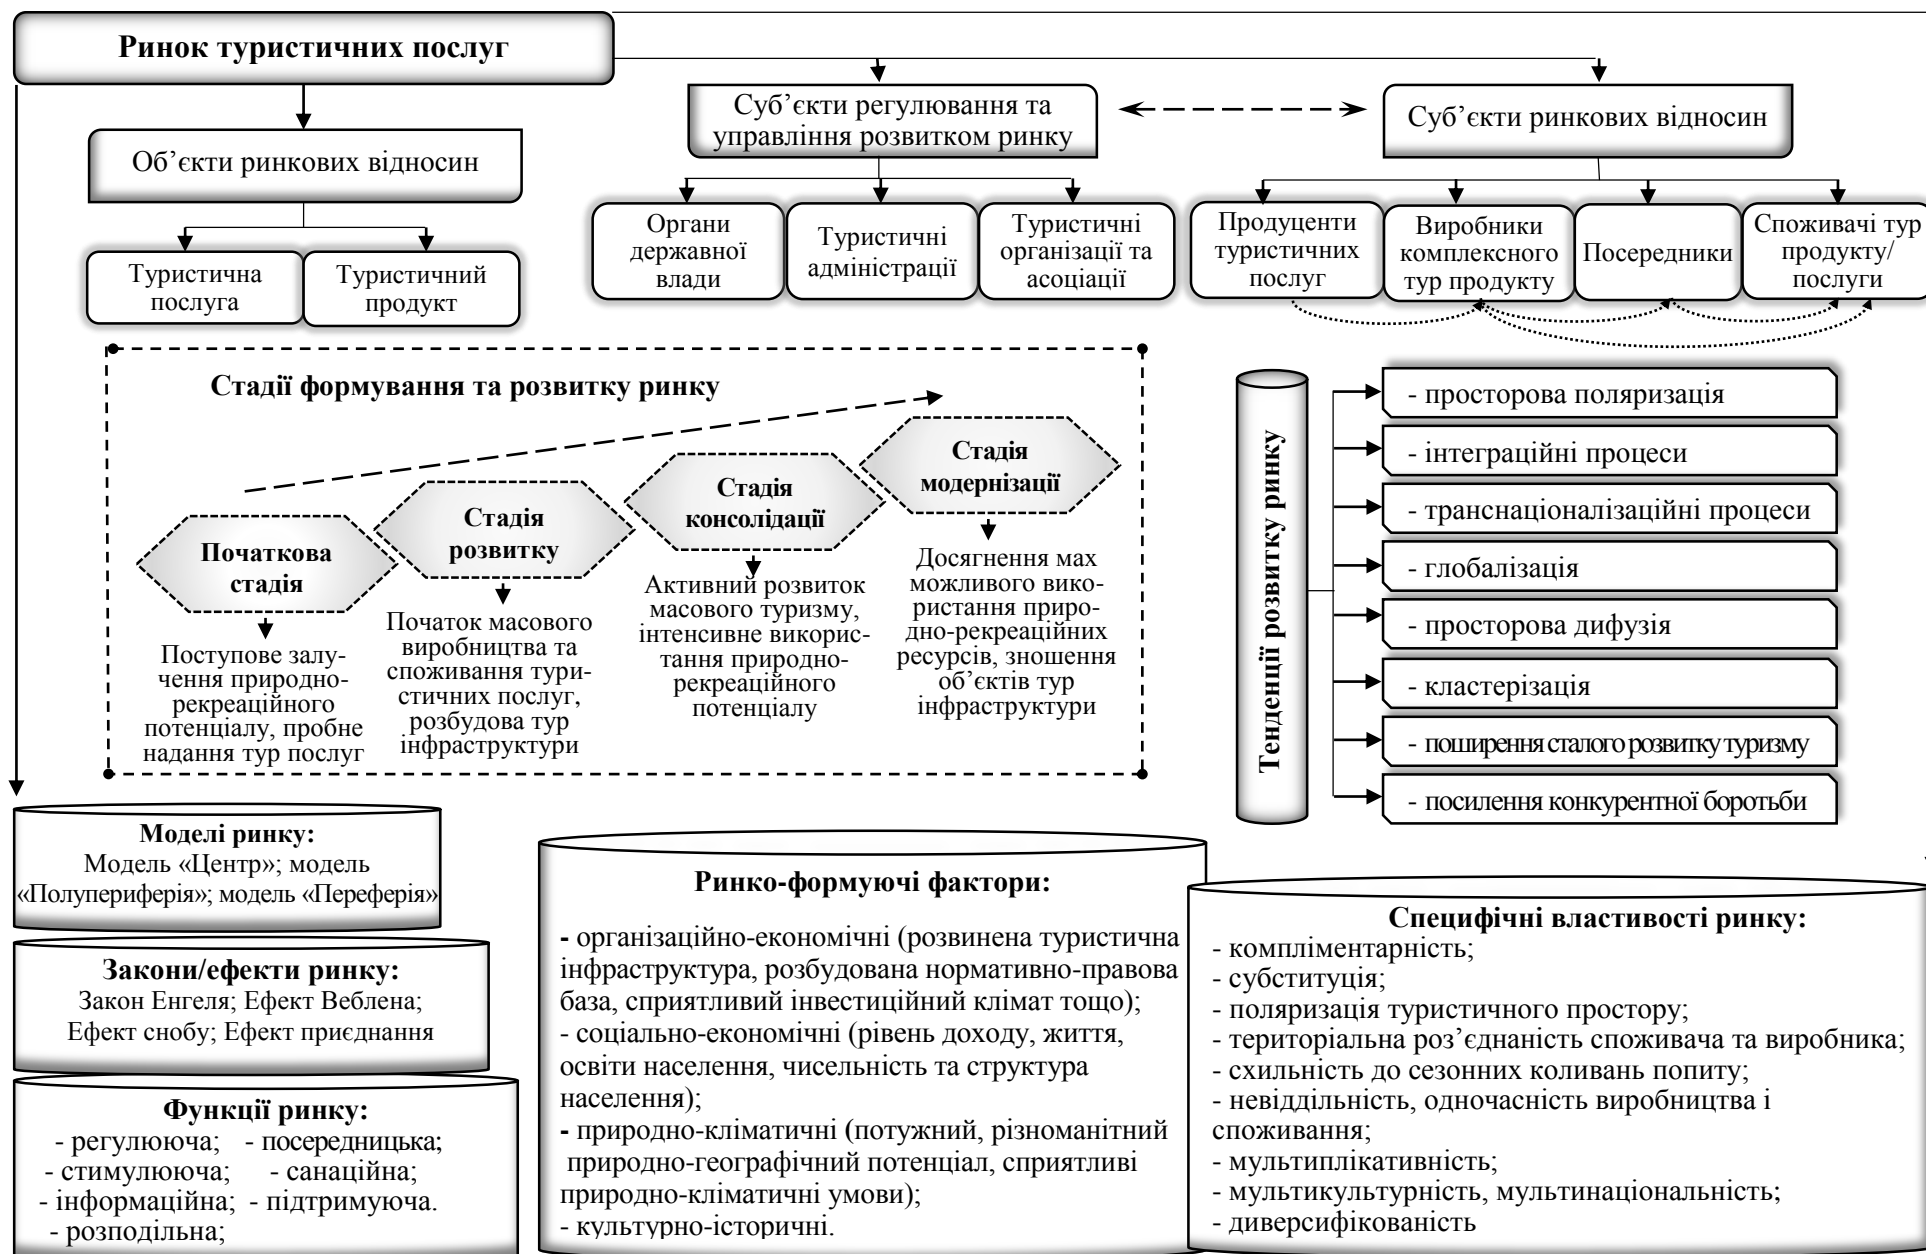 Ринок туристичних послуг
Суб’єкти регулювання та
управління розвитком ринку
Суб’єкти ринкових відносин
Об’єкти ринкових відносин
Туристична
послуга
Туристичний
продукт
Органи
державної
влади
Туристичні
адміністрації
Туристичні
організації та
асоціації
Продуценти
туристичних
послуг
Виробники
комплексного
тур продукту
Посередники
Споживачі тур
продукту/
послуги
Стадії формування та розвитку ринку
Початкова
стадія
Стадія
розвитку
Стадія
консолідації
Стадія
модернізації
Поступове залу-
чення природно-
рекреаційного
потенціалу, пробне
надання тур послуг
Початок масового
виробництва та
споживання тури-
стичних послуг,
розбудова тур
інфраструктури
Активний розвиток
масового туризму,
інтенсивне викорис-
тання природно-
рекреаційного
потенціалу
Досягнення мах
можливого вико-
ристання приро-
дно-рекреаційних
ресурсів, зношення
об’єктів тур
інфраструктури
Тенденції розвитку ринку
- просторова поляризація
- інтеграційні процеси
- транснаціоналізаційні процеси
- глобалізація
- просторова дифузія
- кластерізація
- поширення сталого розвитку туризму
- посилення конкурентної боротьби
Моделі ринку:
Модель «Центр»; модель
«Полупериферія»; модель «Переферія»
Закони/ефекти ринку:
Закон Енгеля; Ефект Веблена;
Ефект снобу; Ефект приєднання
Функції ринку:
- регулююча; - посередницька;
- стимулююча; - санаційна;
- інформаційна; - підтримуюча.
- розподільна;
Ринко-формуючі фактори:
- організаційно-економічні (розвинена туристична
інфраструктура, розбудована нормативно-правова
база, сприятливий інвестиційний клімат тощо);
- соціально-економічні (рівень доходу, життя,
освіти населення, чисельність та структура
населення);
- природно-кліматичні (потужний, різноманітний
природно-географічний потенціал, сприятливі
природно-кліматичні умови);
- культурно-історичні.
Специфічні властивості ринку:
- компліментарність;
- субституція;
- поляризація туристичного простору;
- територіальна роз’єднаність споживача та виробника;
- схильність до сезонних коливань попиту;
- невіддільність, одночасність виробництва і
споживання;
- мультиплікативність;
- мультикультурність, мультинаціональність;
- диверсифікованість